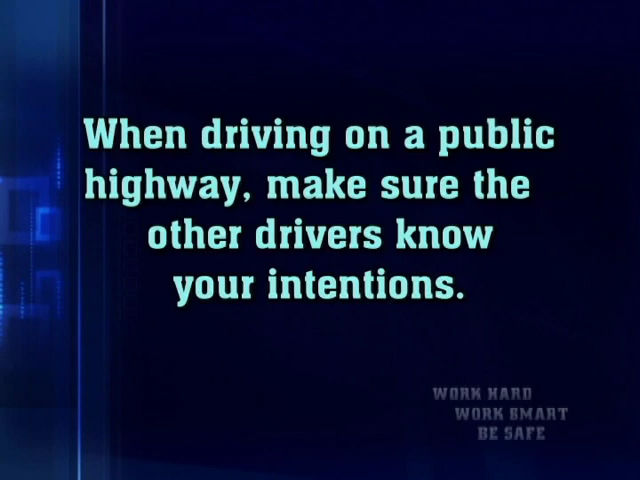 When driving on a public
highway, make sure the
other drivers know
your intentions.
WORK HARD
WORK SMART
BE SAFE